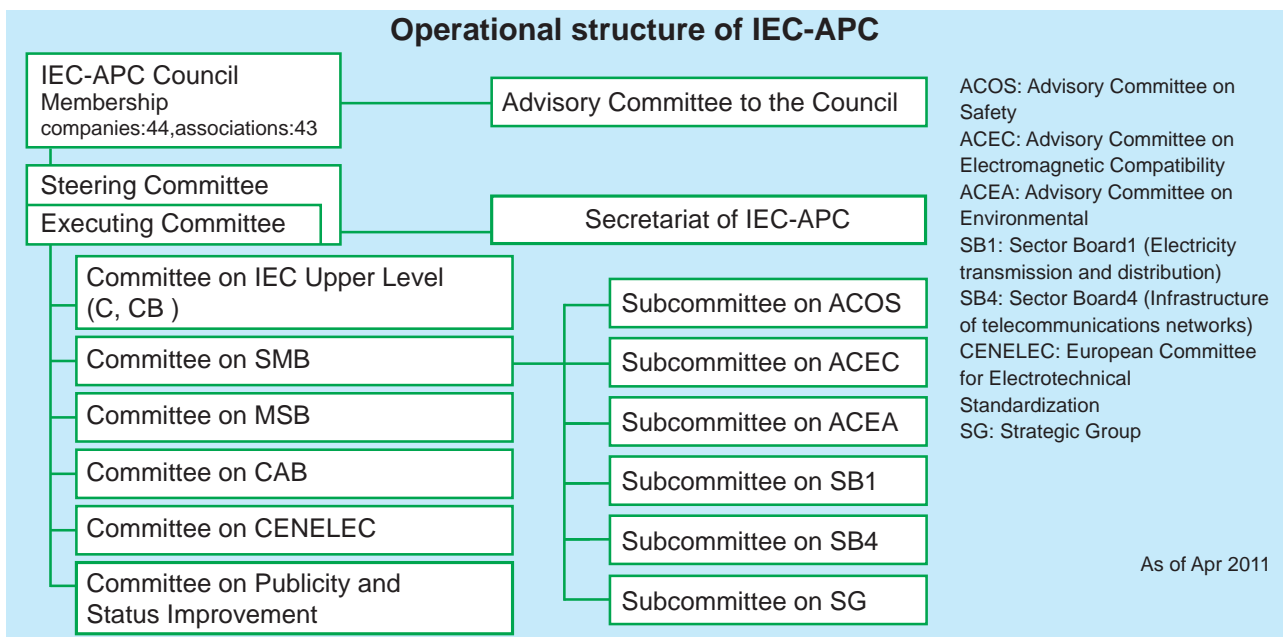 Operational structure of IEC-APC
IEC-APC Council
Membership
companies:44,associations:43
Advisory Committee to the Council
Steering Committee
Executing Committee
Secretariat of IEC-APC
Committee on IEC Upper Level
(C, CB )
Committee on SMB
Committee on MSB
Committee on CAB
Committee on CENELEC
Committee on Publicity and
Status Improvement
Subcommittee on ACOS
Subcommittee on ACEC
Subcommittee on ACEA
Subcommittee on SB1
Subcommittee on SB4
Subcommittee on SG
ACOS: Advisory Committee on
Safety
ACEC: Advisory Committee on
Electromagnetic Compatibility
ACEA: Advisory Committee on
Environmental
SB1: Sector Board1 (Electricity
transmission and distribution)
SB4: Sector Board4 (Infrastructure
of telecommunications networks)
CENELEC: European Committee
for Electrotechnical
Standardization
SG: Strategic Group
As of Apr 2011